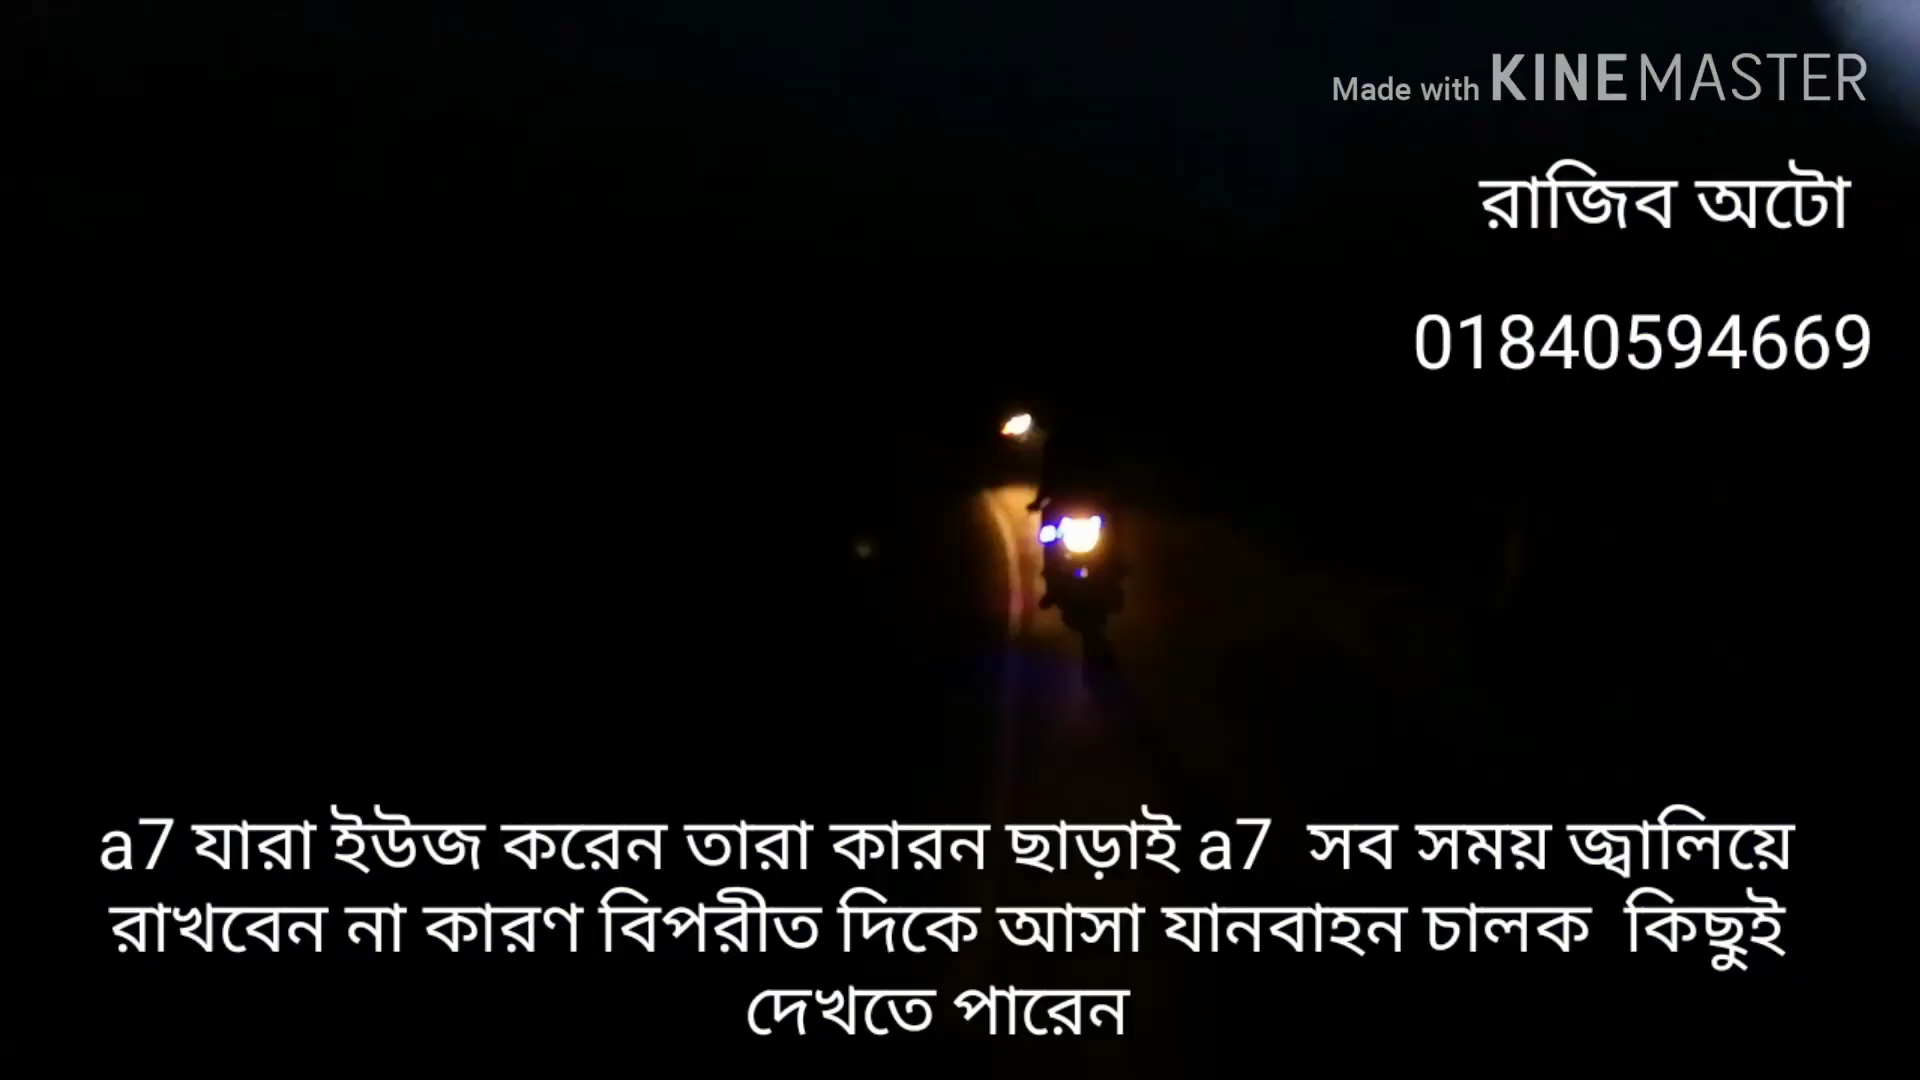 Made with KINEMASTER
রাজিব অটো
01840594669
a7 যারা ইউজ করেন তারা কারন ছাড়াই a7 সব সময় জ্বালিয়ে
রাখবেন না কারণ বিপরীত দিকে আসা যানবাহন চালক কিছুই
দেখতে পারেন